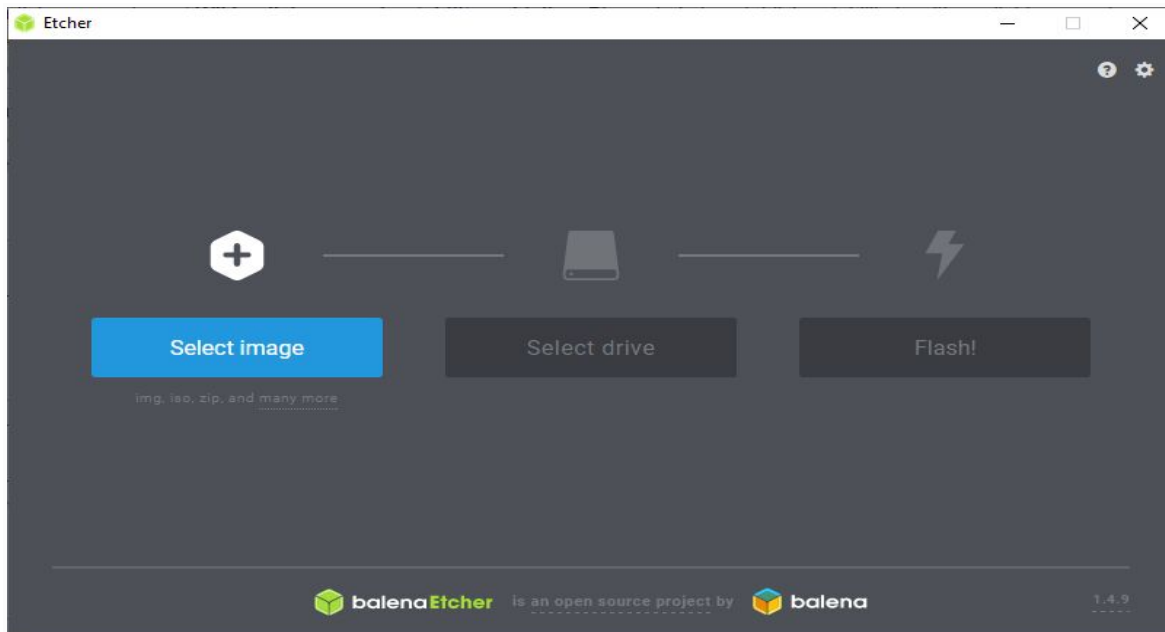 Etcher
Select image
Select drive
Flash!
img, iso, zip, and many more
balenaEtcher is an open source project by balena
1.4.9